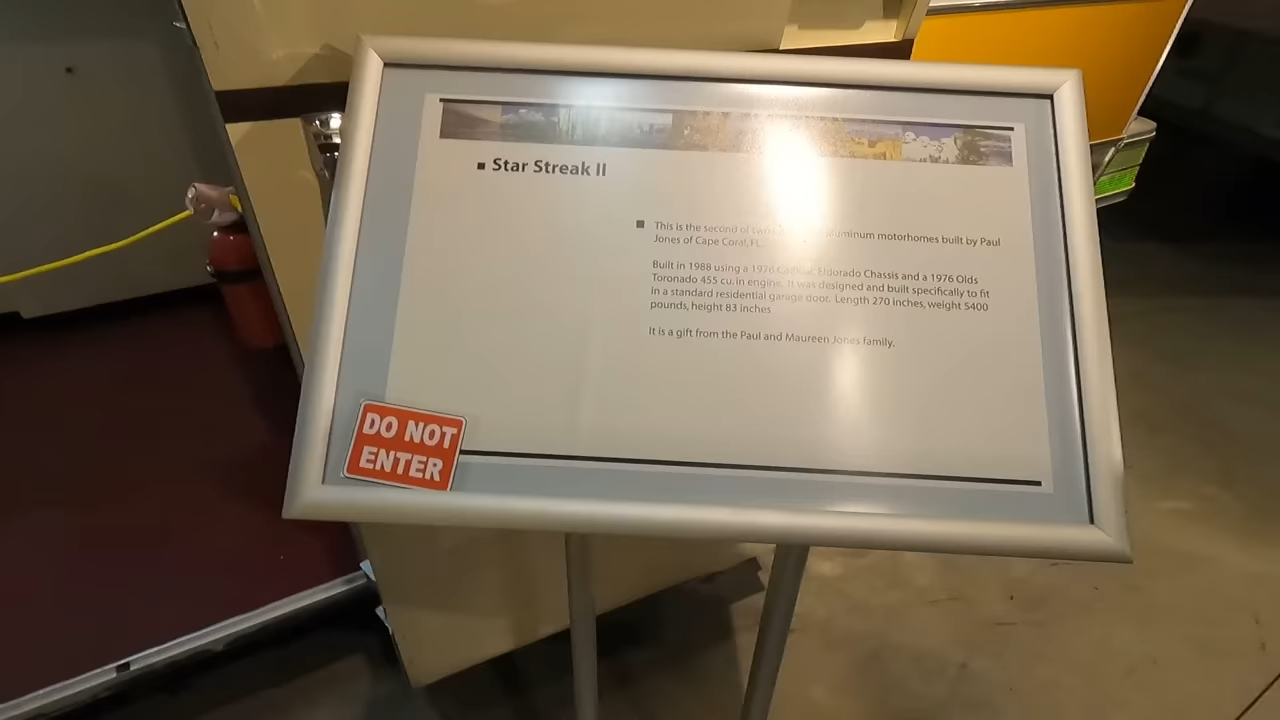 Star Streak II
This is the second of two aluminum motorhomes built by Paul
Jones of Cape Coral, FL.
Built in 1988 using a 1976 Cadillac Eldorado Chassis and a 1976 Olds
Toronado 455 cu. in engine. It was designed and built specifically to fit
in a standard residential garage door. Length 270 inches, weight 5400
pounds, height 83 inches
It is a gift from the Paul and Maureen Jones family.
DO NOT
ENTER